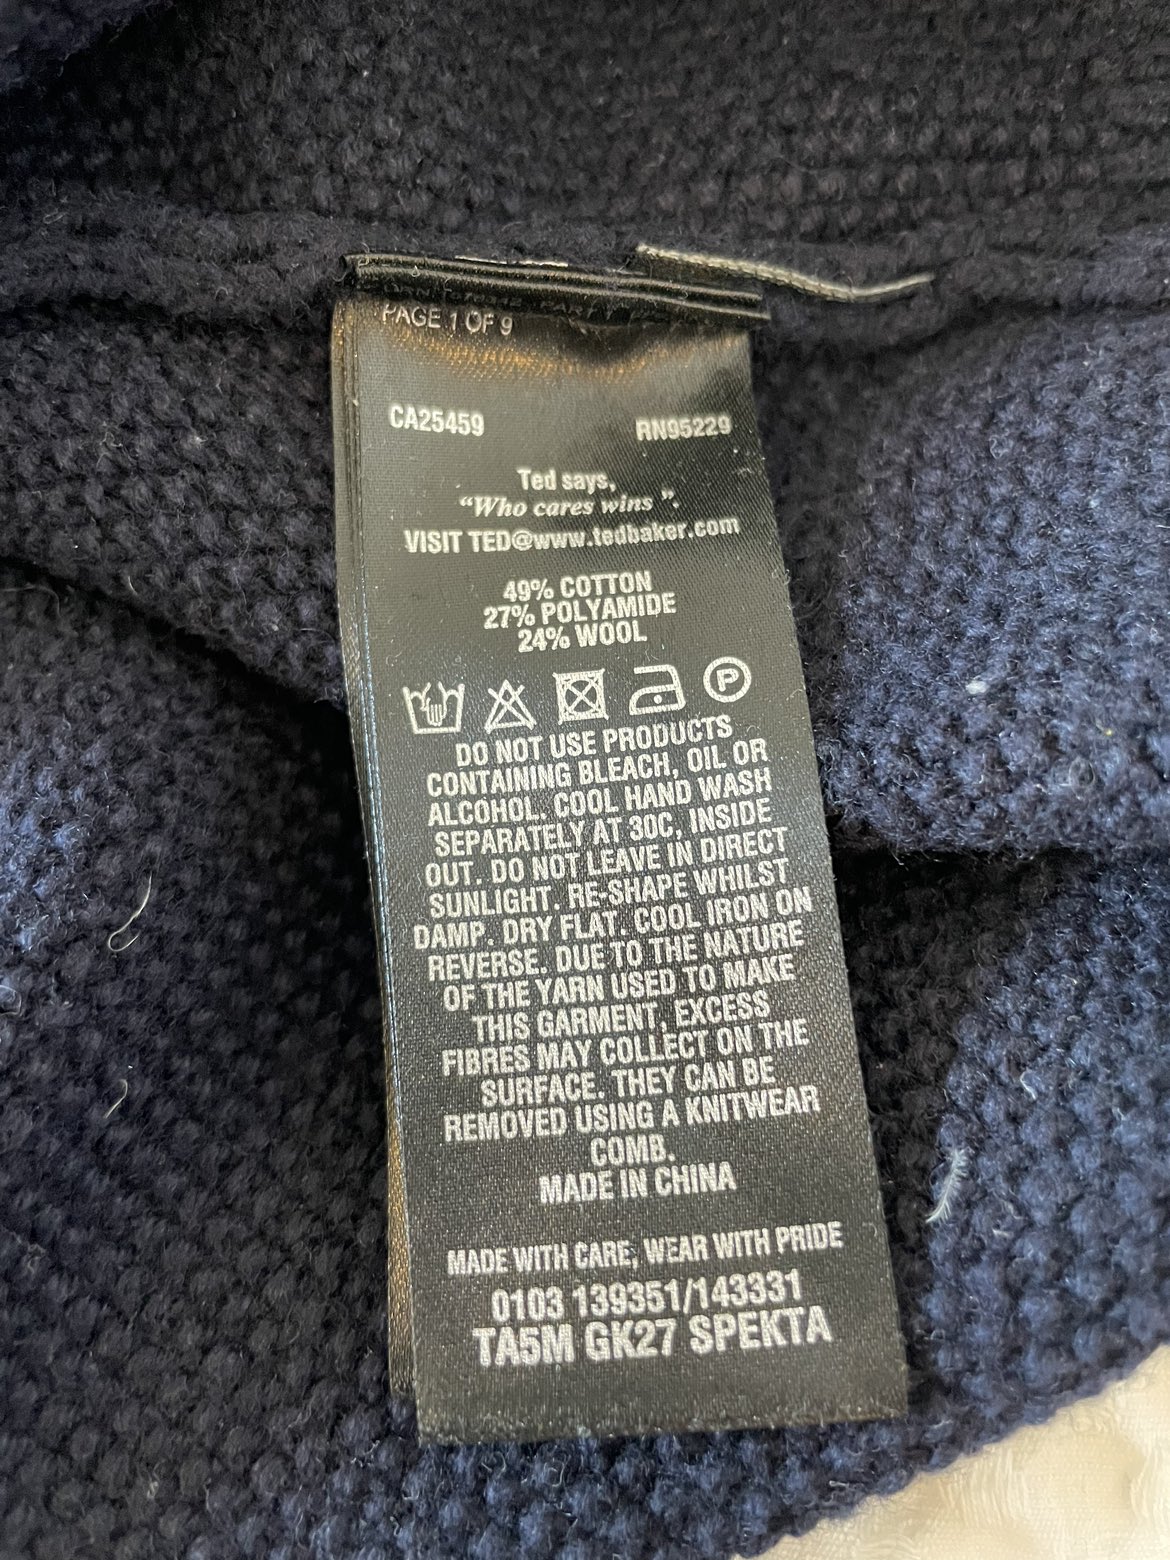 PAGE 1 OF 9
CA25459 RN95229
Ted says,
“Who cares wins ”.
VISIT TED@www.tedbaker.com
49% COTTON
27% POLYAMIDE
24% WOOL
P
DO NOT USE PRODUCTS
CONTAINING BLEACH, OIL OR
ALCOHOL. COOL HAND WASH
SEPARATELY AT 30C, INSIDE
OUT. DO NOT LEAVE IN DIRECT
SUNLIGHT. RE-SHAPE WHILST
DAMP. DRY FLAT. COOL IRON ON
REVERSE. DUE TO THE NATURE
OF THE YARN USED TO MAKE
THIS GARMENT, EXCESS
FIBRES MAY COLLECT ON THE
SURFACE. THEY CAN BE
REMOVED USING A KNITWEAR
COMB.
MADE IN CHINA
MADE WITH CARE, WEAR WITH PRIDE
0103 139351/143331
TA5M GK27 SPEKTA